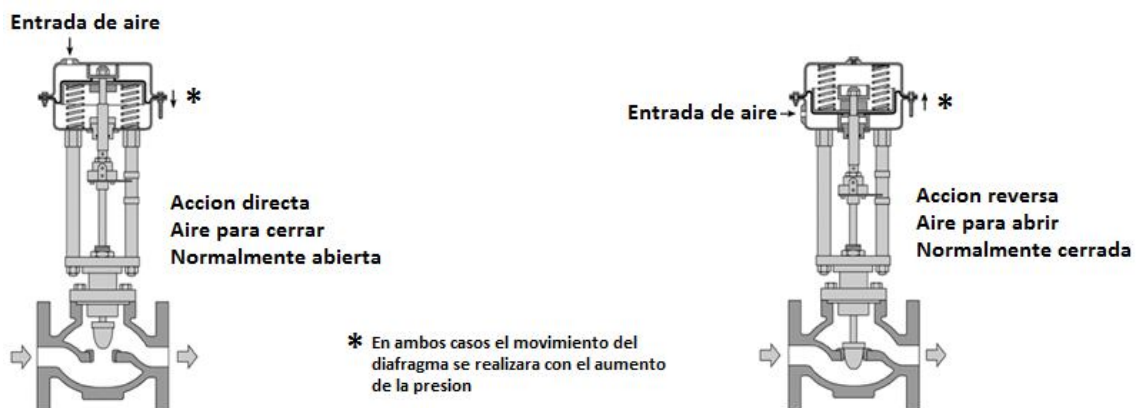 Entrada de aire
*
Accion directa
Aire para cerrar
Normalmente abierta
Entrada de aire
*
Accion reversa
Aire para abrir
Normalmente cerrada
* En ambos casos el movimiento del
diafragma se realizara con el aumento
de la presion